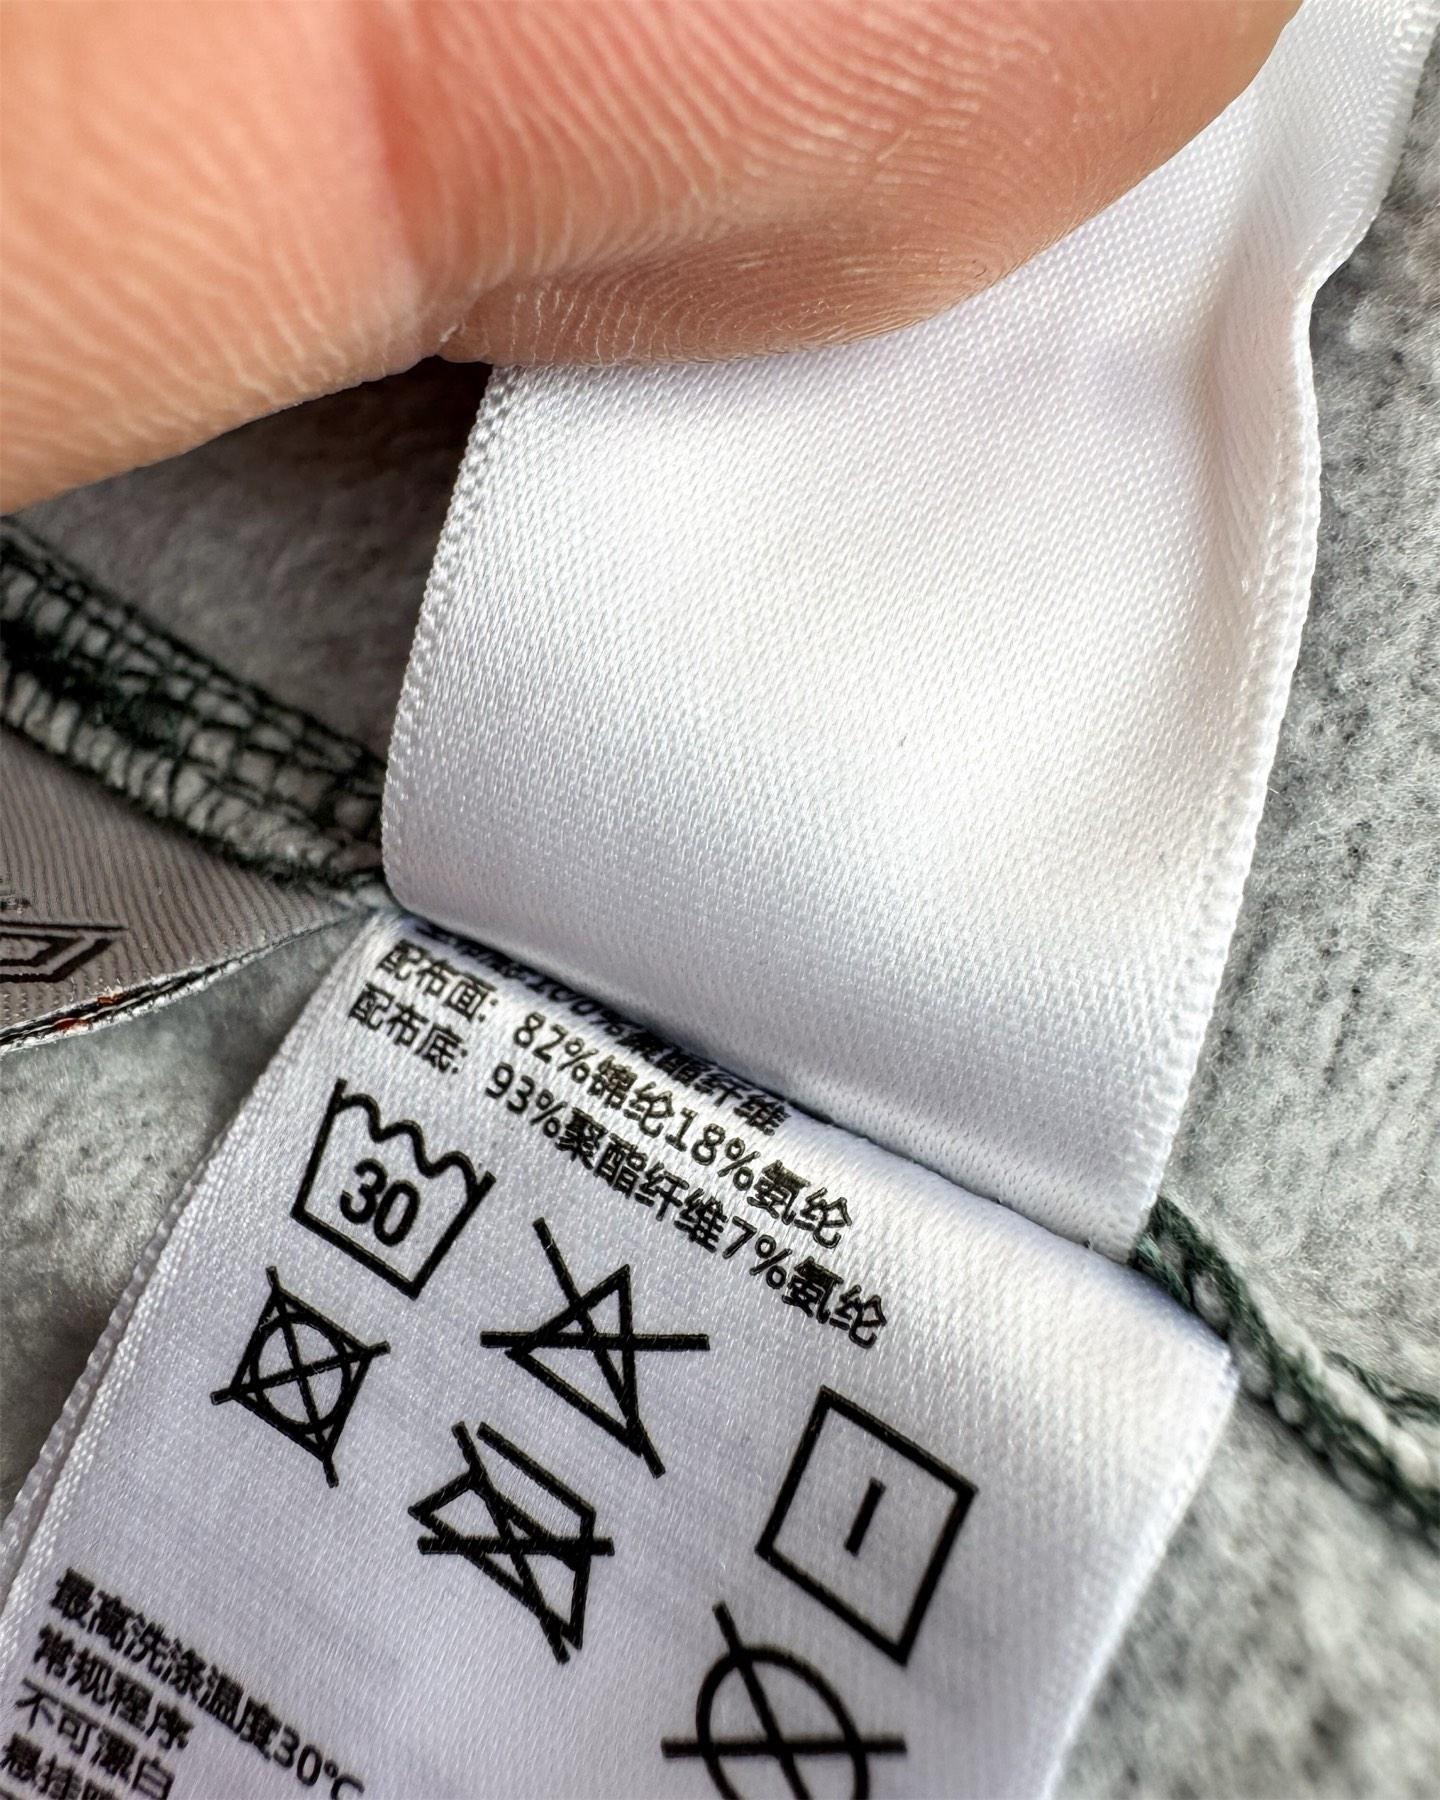 配布面: 82%锦纶18%氨纶
配布底: 93%聚酯纤维7%氨纶
30
最高洗涤温度30℃
常规程序
不可漂白
悬挂